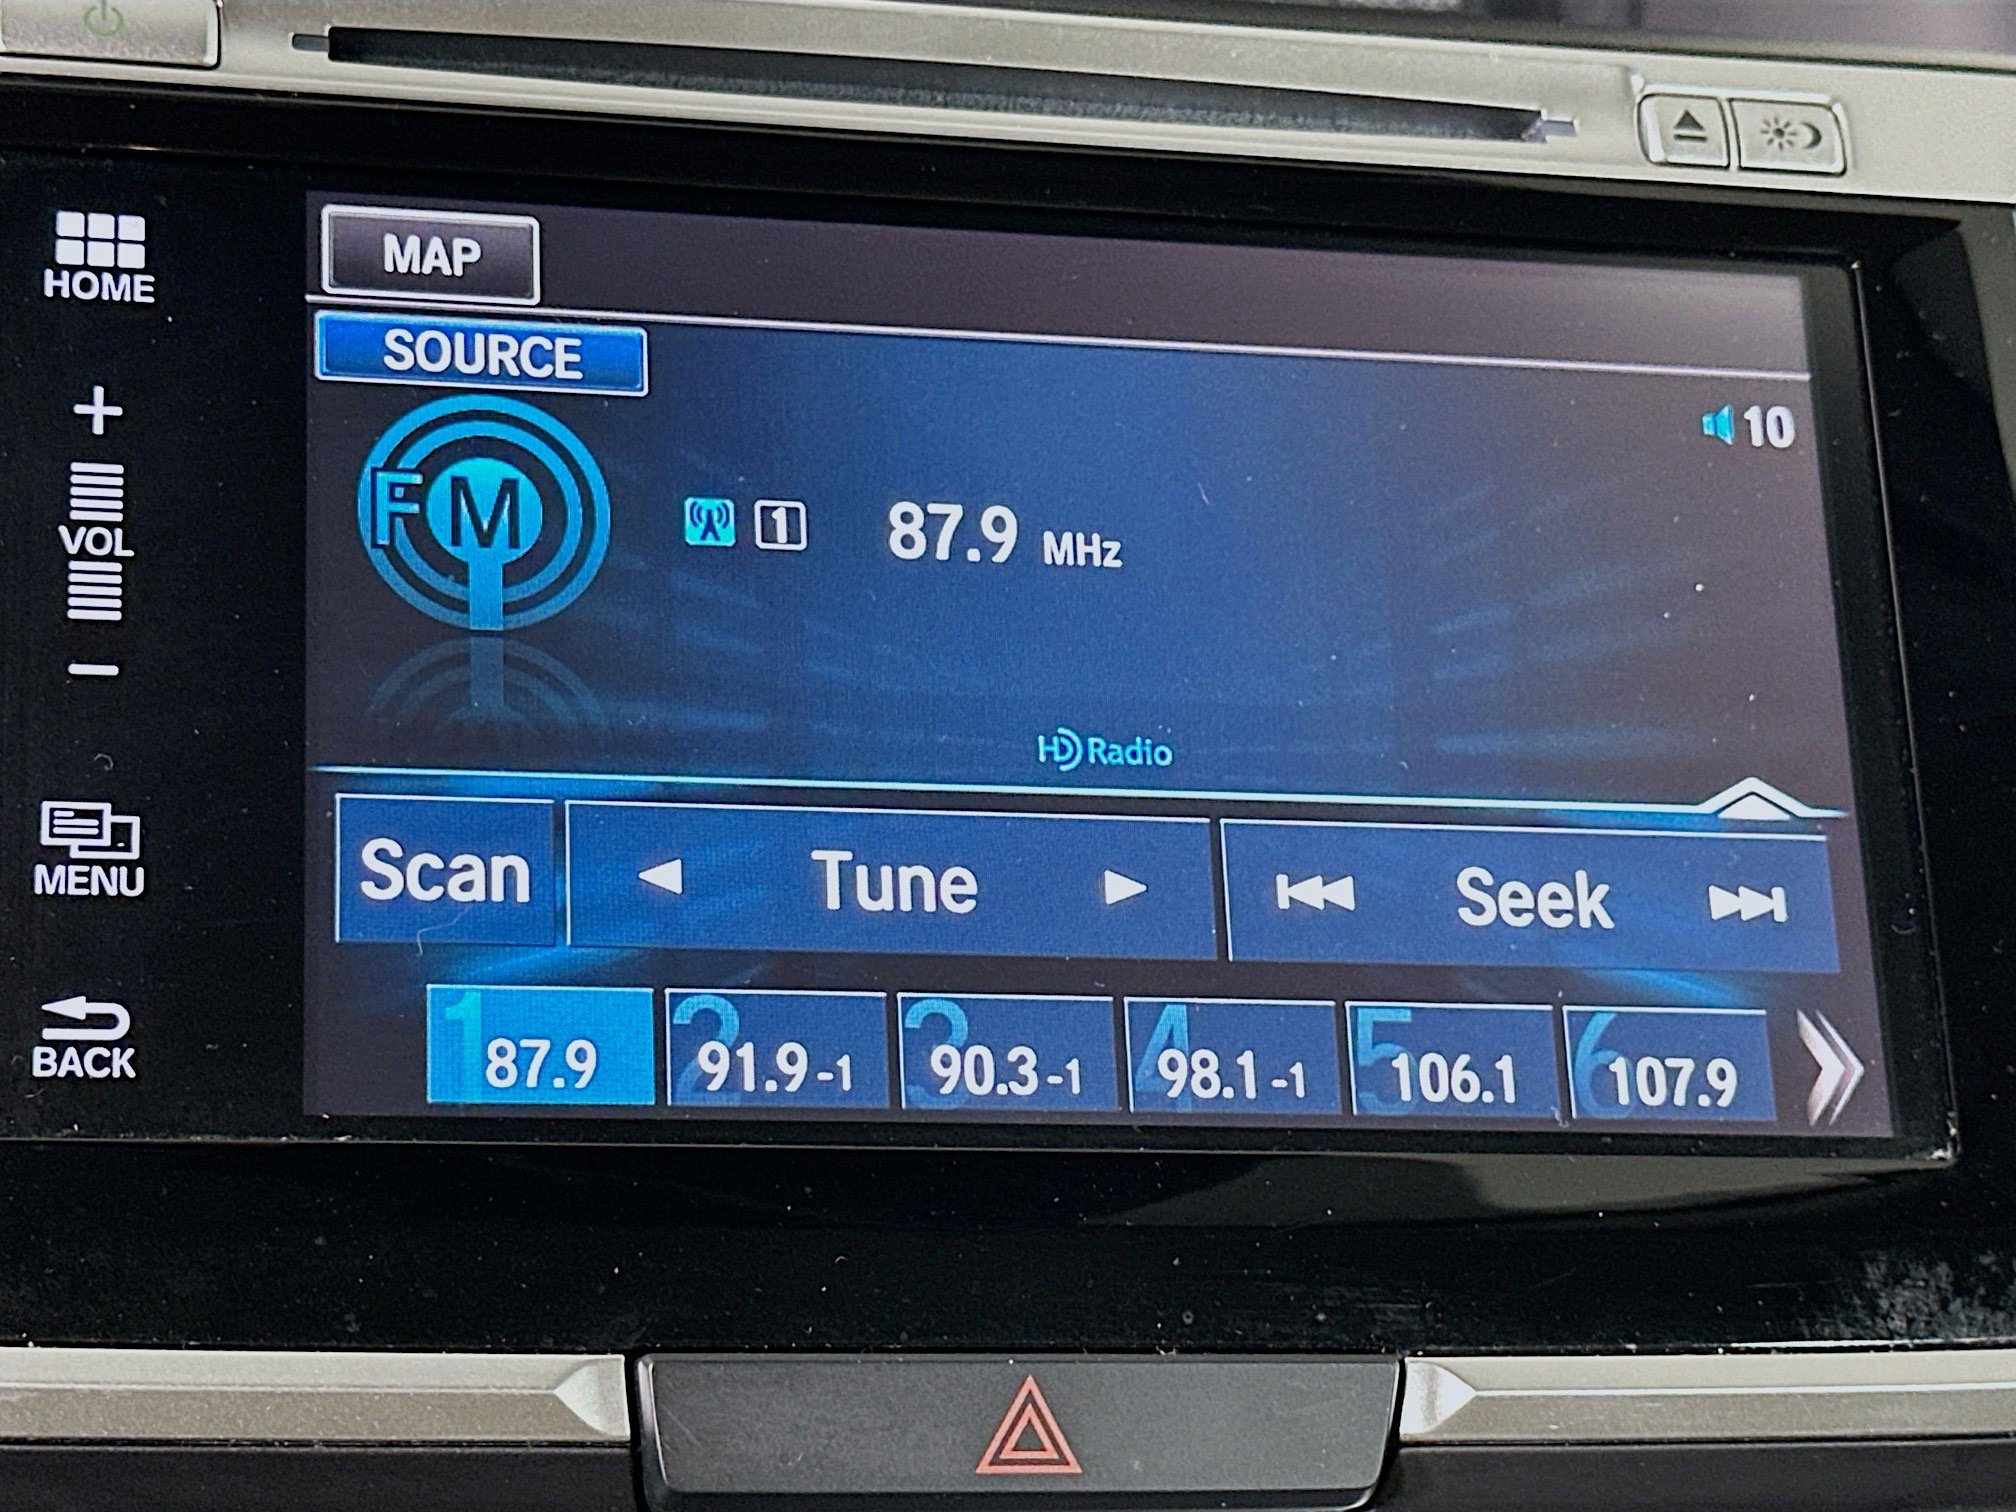 HOME
MAP
SOURCE
+
VOL
−
10
FM
1
87.9 MHz
HD Radio
MENU
Scan
Tune
Seek
BACK
1 87.9
2 91.9-1
3 90.3-1
4 98.1-1
5 106.1
6 107.9